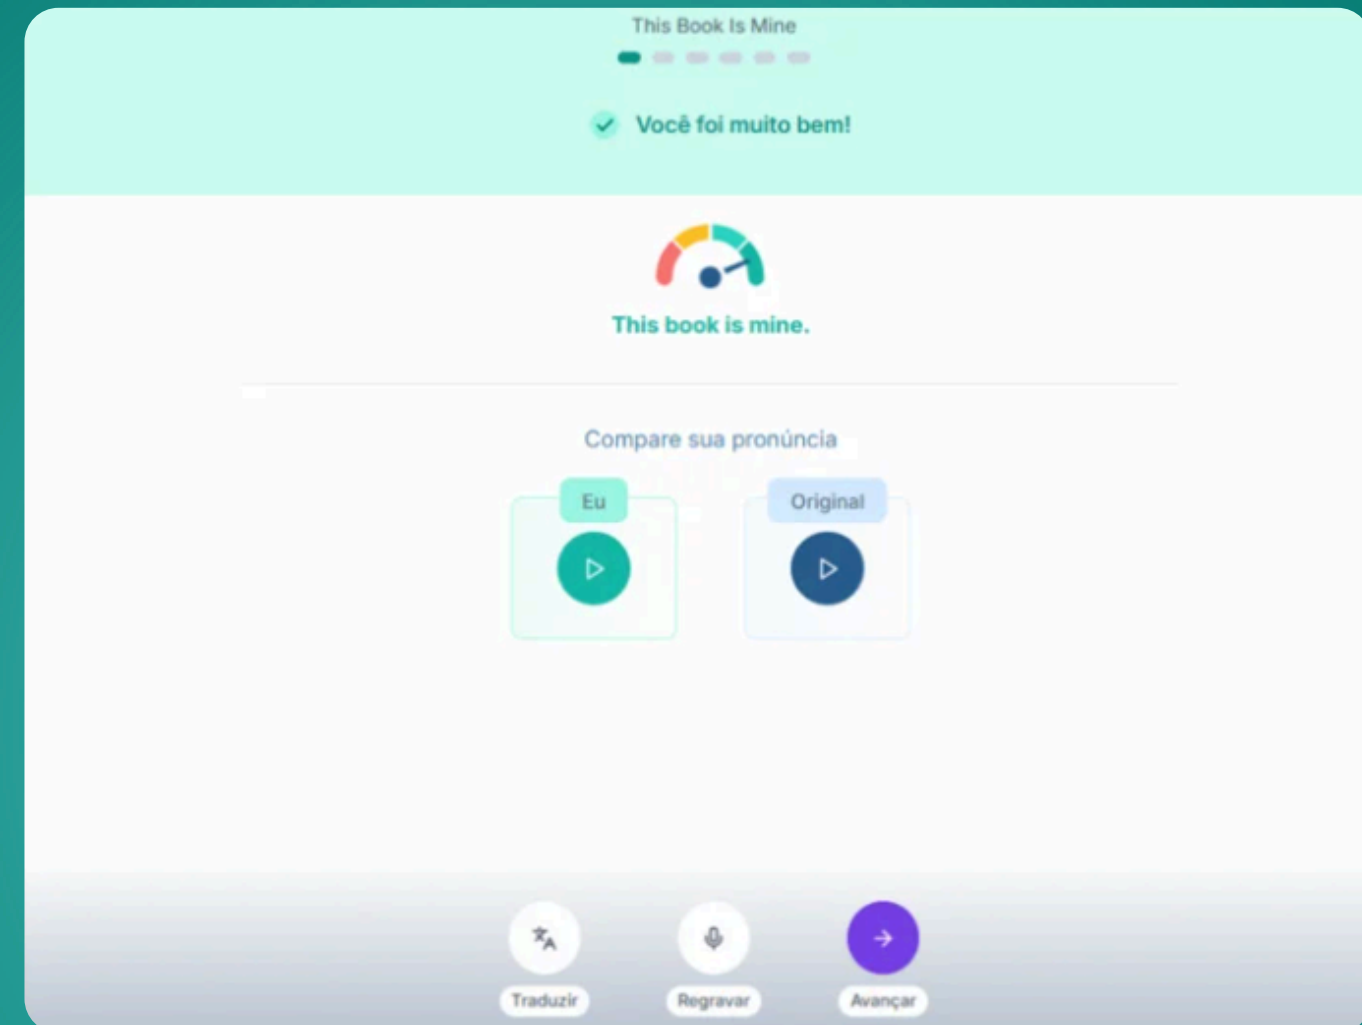 This Book Is Mine
Você foi muito bem!
This book is mine.
Compare sua pronúncia
Eu
Original
Traduzir
Regravar
Avançar